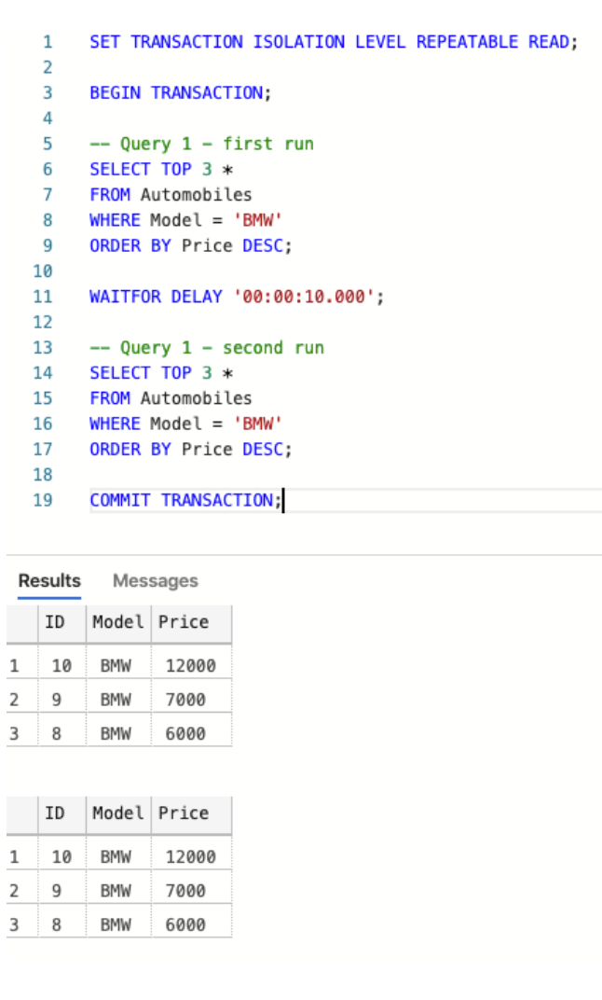 1 SET TRANSACTION ISOLATION LEVEL REPEATABLE READ;
2
3 BEGIN TRANSACTION;
4
5 -- Query 1 – first run
6 SELECT TOP 3 *
7 FROM Automobiles
8 WHERE Model = 'BMW'
9 ORDER BY Price DESC;
10
11 WAITFOR DELAY '00:00:10.000';
12
13 -- Query 1 – second run
14 SELECT TOP 3 *
15 FROM Automobiles
16 WHERE Model = 'BMW'
17 ORDER BY Price DESC;
18
19 COMMIT TRANSACTION;
Results Messages
ID Model Price
1 10 BMW 12000
2 9 BMW 7000
3 8 BMW 6000
ID Model Price
1 10 BMW 12000
2 9 BMW 7000
3 8 BMW 6000